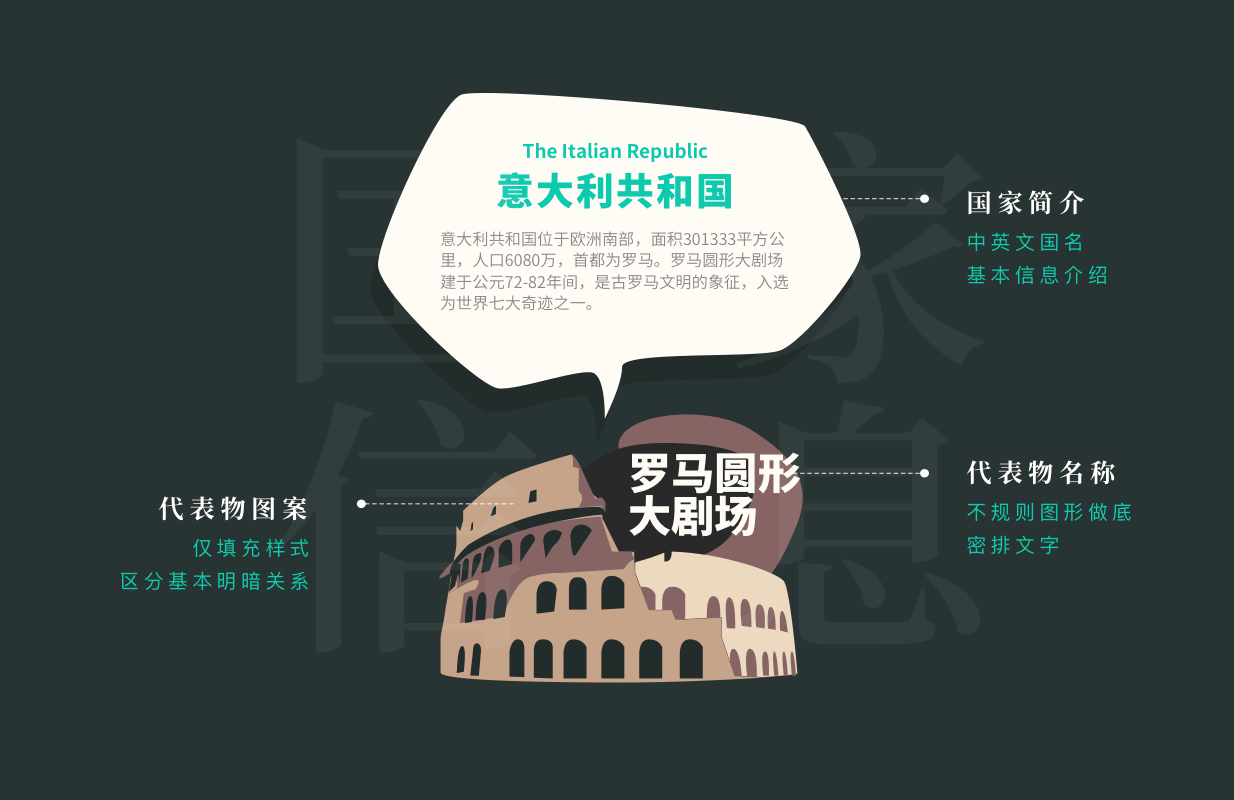 国家
信息
The Italian Republic
意大利共和国
意大利共和国位于欧洲南部，面积301333平方公
里，人口6080万，首都为罗马。罗马圆形大剧场
建于公元72-82年间，是古罗马文明的象征，入选
为世界七大奇迹之一。
国家简介
中英文国名
基本信息介绍
罗马圆形
大剧场
代表物名称
不规则图形做底
密排文字
代表物图案
仅填充样式
区分基本明暗关系